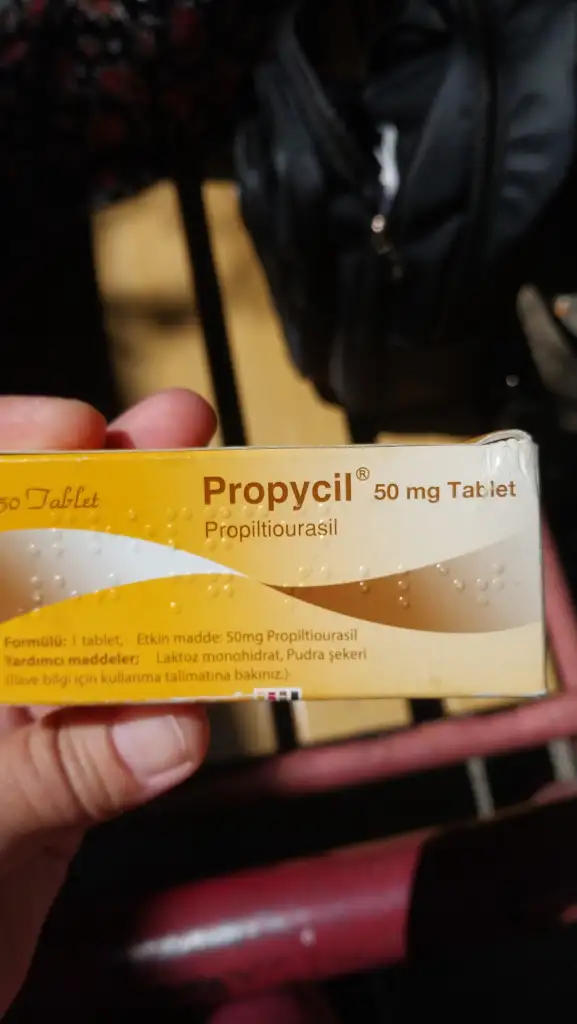 50 Tablet
Propycil® 50 mg Tablet
Propiltiourasil
Formülü: 1 tablet, Etkin madde: 50mg Propiltiourasil
Yardımcı maddeler: Laktoz monohidrat, Pudra şekeri
(İlave bilgi için kullanma talimatına bakınız.)